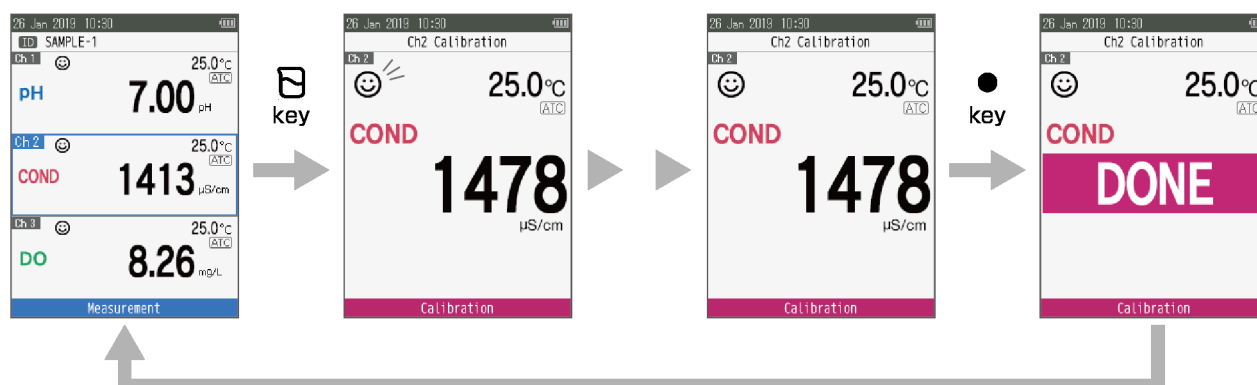 26 Jan 2019 10:30
ID SAMPLE-1
Ch 1
25.0°C
ATC
pH
7.00 pH
Ch 2
25.0°C
ATC
COND
1413 µS/cm
Ch 3
25.0°C
ATC
DO
8.26 mg/L
Measurement
key
26 Jan 2019 10:30
Ch2 Calibration
Ch 2
25.0°C
ATC
COND
1478
µS/cm
Calibration
26 Jan 2019 10:30
Ch2 Calibration
Ch 2
25.0°C
ATC
COND
1478
µS/cm
Calibration
key
26 Jan 2019 10:30
Ch2 Calibration
Ch 2
25.0°C
ATC
COND
DONE
Calibration